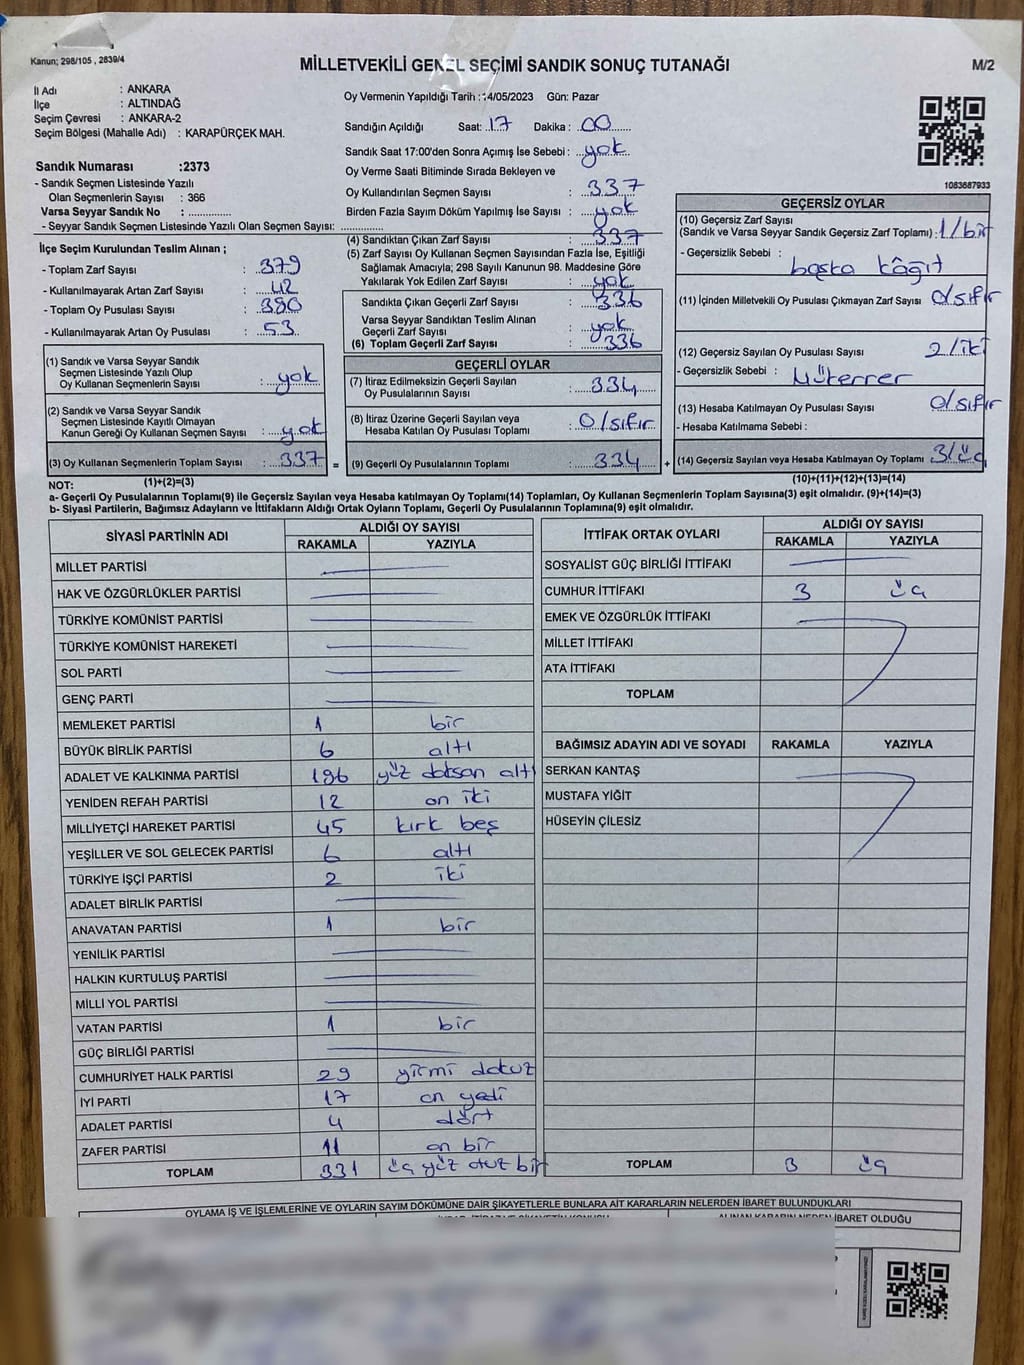 Kanun; 298/105 , 2839/4
MİLLETVEKİLİ GENEL SEÇİMİ SANDIK SONUÇ TUTANAĞI
M/2
İl Adı : ANKARA
İlçe : ALTINDAĞ
Seçim Çevresi : ANKARA-2
Seçim Bölgesi (Mahalle Adı) : KARAPÜRÇEK MAH.
Sandık Numarası :2373
- Sandık Seçmen Listesinde Yazılı
Olan Seçmenlerin Sayısı : 366
Varsa Seyyar Sandık No : ..............
- Seyyar Sandık Seçmen Listesinde Yazılı Olan Seçmen Sayısı: ..............
Oy Vermenin Yapıldığı Tarih :14/05/2023 Gün: Pazar
Sandığın Açıldığı Saat: 17 Dakika : 00
Sandık Saat 17:00'den Sonra Açımış İse Sebebi : yok
Oy Verme Saati Bitiminde Sırada Bekleyen ve
Oy Kullandırılan Seçmen Sayısı : 337
Birden Fazla Sayım Döküm Yapılmış İse Sayısı : yok
1083687933
İlçe Seçim Kurulundan Teslim Alınan ;
- Toplam Zarf Sayısı : 379
- Kullanılmayarak Artan Zarf Sayısı : 42
- Toplam Oy Pusulası Sayısı : 390
- Kullanılmayarak Artan Oy Pusulası : 53
(1) Sandık ve Varsa Seyyar Sandık
Seçmen Listesinde Yazılı Olup
Oy Kullanan Seçmenlerin Sayısı : yok
(2) Sandık ve Varsa Seyyar Sandık
Seçmen Listesinde Kayıtlı Olmayan
Kanun Gereği Oy Kullanan Seçmen Sayısı : yok
(3) Oy Kullanan Seçmenlerin Toplam Sayısı : 337 =
(4) Sandıktan Çıkan Zarf Sayısı : 337
(5) Zarf Sayısı Oy Kullanan Seçmen Sayısından Fazla İse, Eşitliği
Sağlamak Amacıyla; 298 Sayılı Kanunun 98. Maddesine Göre
Yakılarak Yok Edilen Zarf Sayısı : yok
Sandıkta Çıkan Geçerli Zarf Sayısı : 336
Varsa Seyyar Sandıktan Teslim Alınan
Geçerli Zarf Sayısı : yok
(6) Toplam Geçerli Zarf Sayısı : 336
GEÇERLİ OYLAR
(7) İtiraz Edilmeksizin Geçerli Sayılan
Oy Pusulalarının Sayısı : 334
(8) İtiraz Üzerine Geçerli Sayılan veya
Hesaba Katılan Oy Pusulası Toplamı : 0/sıfır
(9) Geçerli Oy Pusulalarının Toplamı : 334 +
GEÇERSİZ OYLAR
(10) Geçersiz Zarf Sayısı
(Sandık ve Varsa Seyyar Sandık Geçersiz Zarf Toplamı) : 1/bir
- Geçersizlik Sebebi :
başka kâğıt
(11) İçinden Milletvekili Oy Pusulası Çıkmayan Zarf Sayısı 0/sıfır
(12) Geçersiz Sayılan Oy Pusulası Sayısı 2/iki
- Geçersizlik Sebebi : Mükerrer
(13) Hesaba Katılmayan Oy Pusulası Sayısı 0/sıfır
- Hesaba Katılmama Sebebi :
(14) Geçersiz Sayılan veya Hesaba Katılmayan Oy Toplamı 3/üç
NOT: (1)+(2)=(3) (10)+(11)+(12)+(13)=(14)
a- Geçerli Oy Pusulalarının Toplamı(9) ile Geçersiz Sayılan veya Hesaba katılmayan Oy Toplamı(14) Toplamları, Oy Kullanan Seçmenlerin Toplam Sayısına(3) eşit olmalıdır. (9)+(14)=(3)
b- Siyasi Partilerin, Bağımsız Adayların ve İttifakların Aldığı Ortak Oyların Toplamı, Geçerli Oy Pusulalarının Toplamına(9) eşit olmalıdır.
SİYASİ PARTİNİN ADI ALDIĞI OY SAYISI
RAKAMLA YAZIYLA
MİLLET PARTİSİ
HAK VE ÖZGÜRLÜKLER PARTİSİ
TÜRKİYE KOMÜNİST PARTİSİ
TÜRKİYE KOMÜNİST HAREKETİ
SOL PARTİ
GENÇ PARTİ
MEMLEKET PARTİSİ 1 bir
BÜYÜK BİRLİK PARTİSİ 6 altı
ADALET VE KALKINMA PARTİSİ 196 yüz doksan altı
YENİDEN REFAH PARTİSİ 12 on iki
MİLLİYETÇİ HAREKET PARTİSİ 45 kırk beş
YEŞİLLER VE SOL GELECEK PARTİSİ 6 altı
TÜRKİYE İŞÇİ PARTİSİ 2 iki
ADALET BİRLİK PARTİSİ
ANAVATAN PARTİSİ 1 bir
YENİLİK PARTİSİ
HALKIN KURTULUŞ PARTİSİ
MİLLİ YOL PARTİSİ
VATAN PARTİSİ 1 bir
GÜÇ BİRLİĞİ PARTİSİ
CUMHURİYET HALK PARTİSİ 29 yirmi dokuz
İYİ PARTİ 17 on yedi
ADALET PARTİSİ 4 dört
ZAFER PARTİSİ 11 on bir
TOPLAM 331 üç yüz otuz bir
İTTİFAK ORTAK OYLARI ALDIĞI OY SAYISI
RAKAMLA YAZIYLA
SOSYALİST GÜÇ BİRLİĞİ İTTİFAKI
CUMHUR İTTİFAKI 3 üç
EMEK VE ÖZGÜRLÜK İTTİFAKI
MİLLET İTTİFAKI
ATA İTTİFAKI
TOPLAM
BAĞIMSIZ ADAYIN ADI VE SOYADI RAKAMLA YAZIYLA
SERKAN KANTAŞ
MUSTAFA YİĞİT
HÜSEYİN ÇİLESİZ
TOPLAM 3 üç
OYLAMA İŞ VE İŞLEMLERİNE VE OYLARIN SAYIM DÖKÜMÜNE DAİR ŞİKAYETLERLE BUNLARA AİT KARARLARIN NELERDEN İBARET BULUNDUKLARI
ALINAN KARARIN NEDEN İBARET OLDUĞU